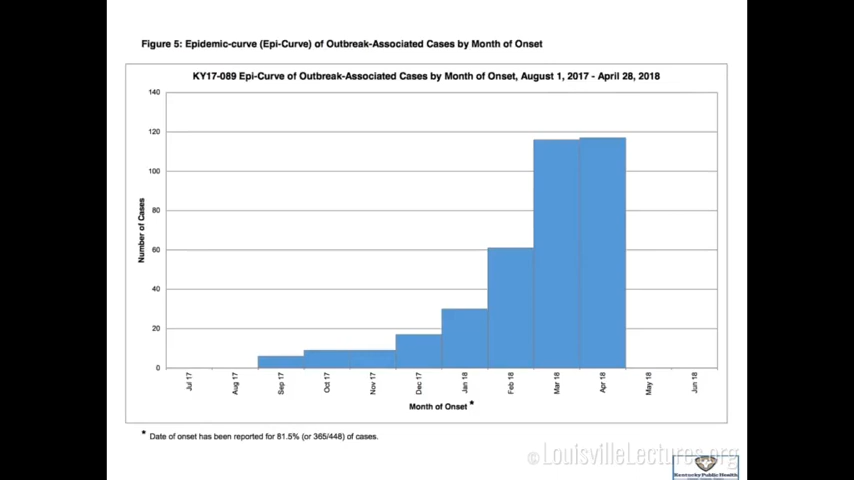 Figure 5: Epidemic-curve (Epi-Curve) of Outbreak-Associated Cases by Month of Onset
KY17-089 Epi-Curve of Outbreak-Associated Cases by Month of Onset, August 1, 2017 - April 28, 2018
140
120
100
80
60
40
20
0
Number of Cases
Jul 17
Aug 17
Sep 17
Oct 17
Nov 17
Dec 17
Jan 18
Feb 18
Mar 18
Apr 18
May 18
Jun 18
Month of Onset *
* Date of onset has been reported for 81.5% (or 365/448) of cases.
©LouisvilleLectures.org
Kentucky Public Health